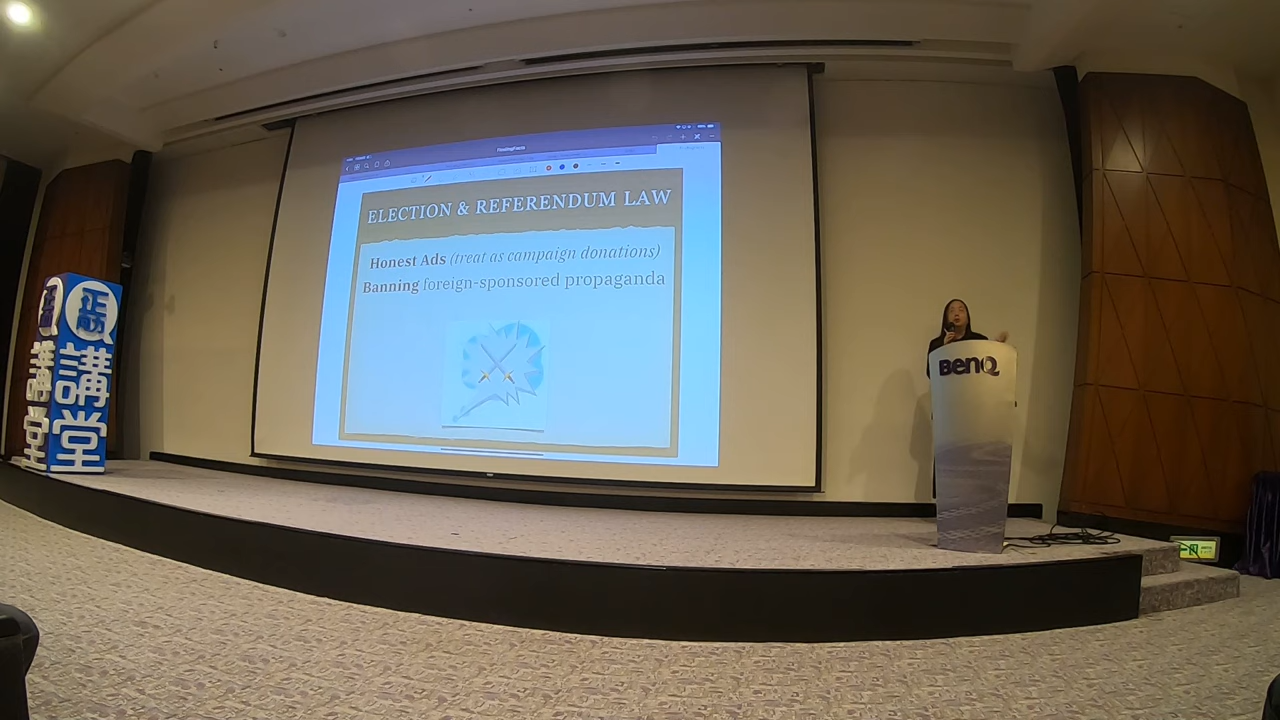 ELECTION & REFERENDUM LAW
Honest Ads (treat as campaign donations)
Banning foreign-sponsored propaganda
講堂
講堂
BenQ